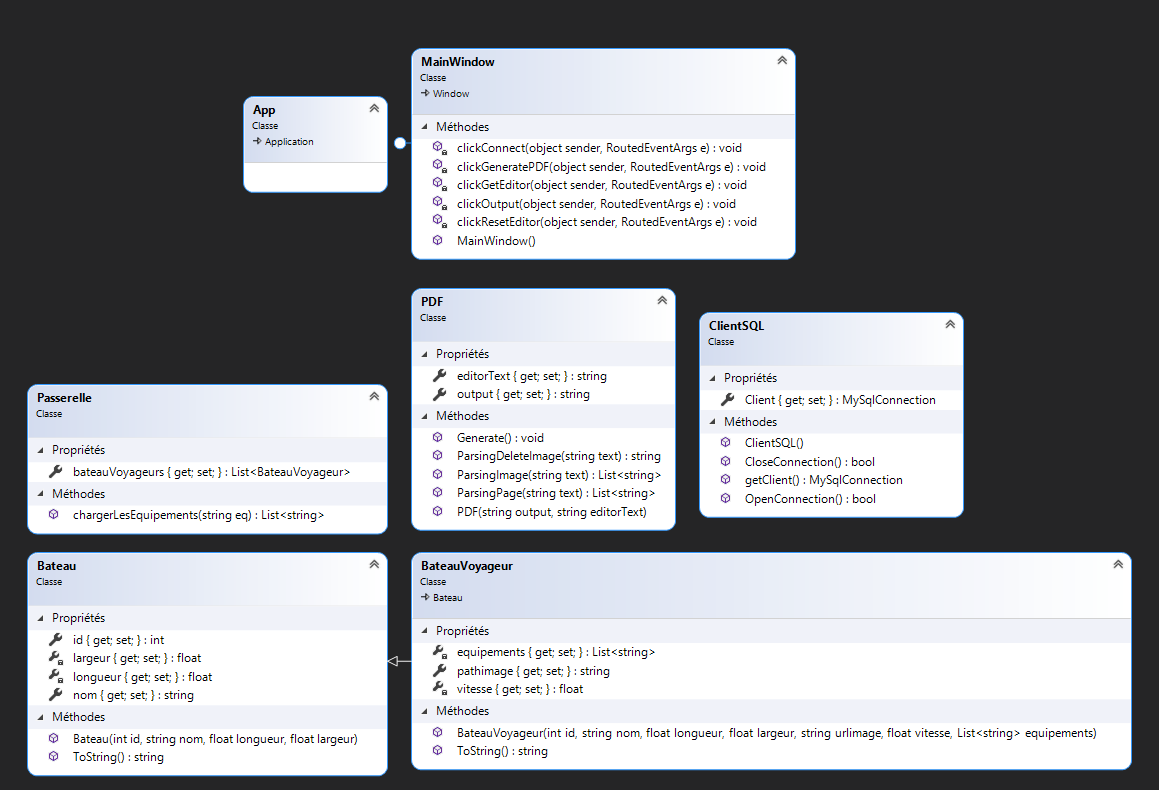 App
Classe
Application
MainWindow
Classe
Window
Méthodes
clickConnect(object sender, RoutedEventArgs e) : void
clickGeneratePDF(object sender, RoutedEventArgs e) : void
clickGetEditor(object sender, RoutedEventArgs e) : void
clickOutput(object sender, RoutedEventArgs e) : void
clickResetEditor(object sender, RoutedEventArgs e) : void
MainWindow()
PDF
Classe
Propriétés
editorText { get; set; } : string
output { get; set; } : string
Méthodes
Generate() : void
ParsingDeleteImage(string text) : string
ParsingImage(string text) : List<string>
ParsingPage(string text) : List<string>
PDF(string output, string editorText)
ClientSQL
Classe
Propriétés
Client { get; set; } : MySqlConnection
Méthodes
ClientSQL()
CloseConnection() : bool
getClient() : MySqlConnection
OpenConnection() : bool
Passerelle
Classe
Propriétés
bateauVoyageurs { get; set; } : List<BateauVoyageur>
Méthodes
chargerLesEquipements(string eq) : List<string>
Bateau
Classe
Propriétés
id { get; set; } : int
largeur { get; set; } : float
longueur { get; set; } : float
nom { get; set; } : string
Méthodes
Bateau(int id, string nom, float longueur, float largeur)
ToString() : string
BateauVoyageur
Classe
Bateau
Propriétés
equipements { get; set; } : List<string>
pathimage { get; set; } : string
vitesse { get; set; } : float
Méthodes
BateauVoyageur(int id, string nom, float longueur, float largeur, string urlimage, float vitesse, List<string> equipements)
ToString() : string